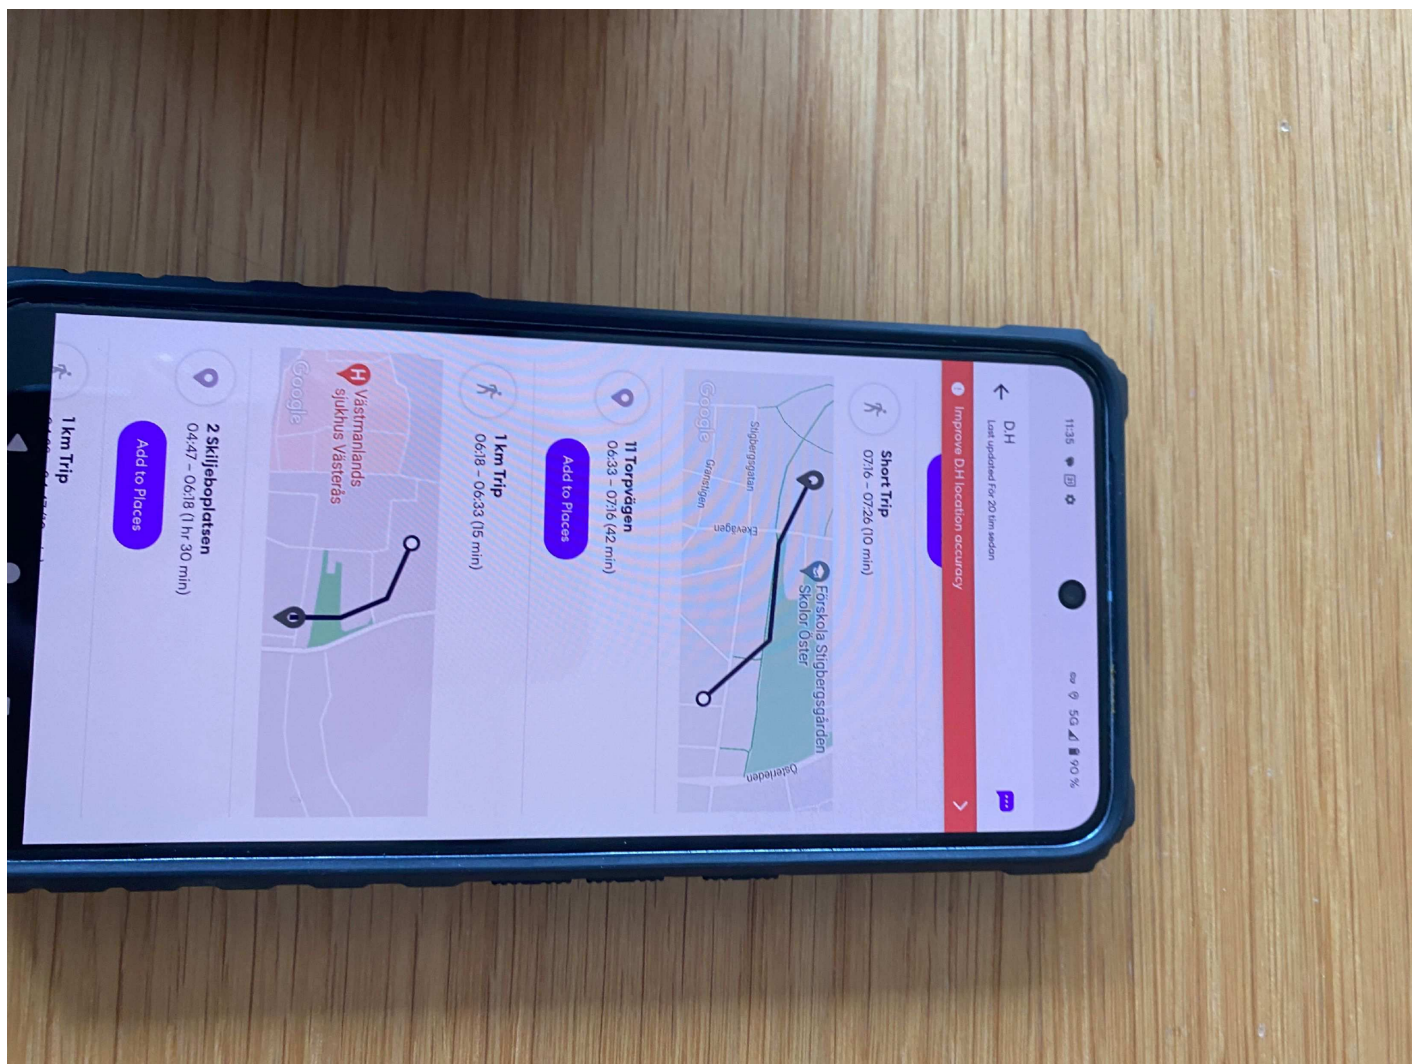 11:35
5G 90 %
D.H
Last updated För 20 tim sedan
Improve D.H location accuracy
Short Trip
07:16 – 07:26 (10 min)
Förskola Stigbergsgården
Skolor Öster
Stigbergsgatan
Ekevägen
Granstigen
Österleden
Google
11 Torpvägen
06:33 – 07:16 (42 min)
Add to Places
1 km Trip
06:18 – 06:33 (15 min)
H
Västmanlands
sjukhus Västerås
Google
2 Skiljeboplatsen
04:47 – 06:18 (1 hr 30 min)
Add to Places
1 km Trip